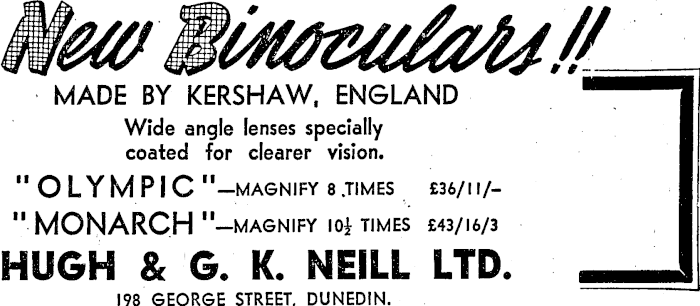 New Binoculars!!
MADE BY KERSHAW, ENGLAND
Wide angle lenses specially
coated for clearer vision.
"OLYMPIC"—MAGNIFY 8 TIMES £36/11/-
"MONARCH"—MAGNIFY 10½ TIMES £43/16/3
HUGH & G. K. NEILL LTD.
198 GEORGE STREET, DUNEDIN.